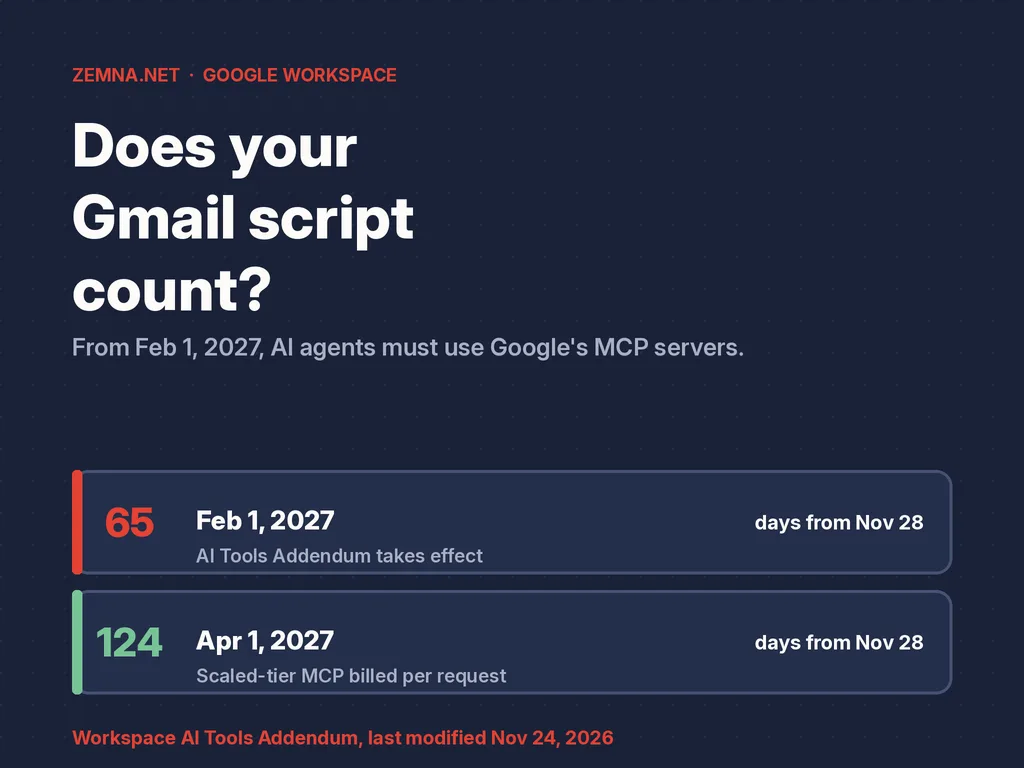 ZEMNA.NET · GOOGLE WORKSPACE
Does your
Gmail script
count?
From Feb 1, 2027, AI agents must use Google's MCP servers.
65
Feb 1, 2027
days from Nov 28
AI Tools Addendum takes effect
124
Apr 1, 2027
days from Nov 28
Scaled-tier MCP billed per request
Workspace AI Tools Addendum, last modified Nov 24, 2026